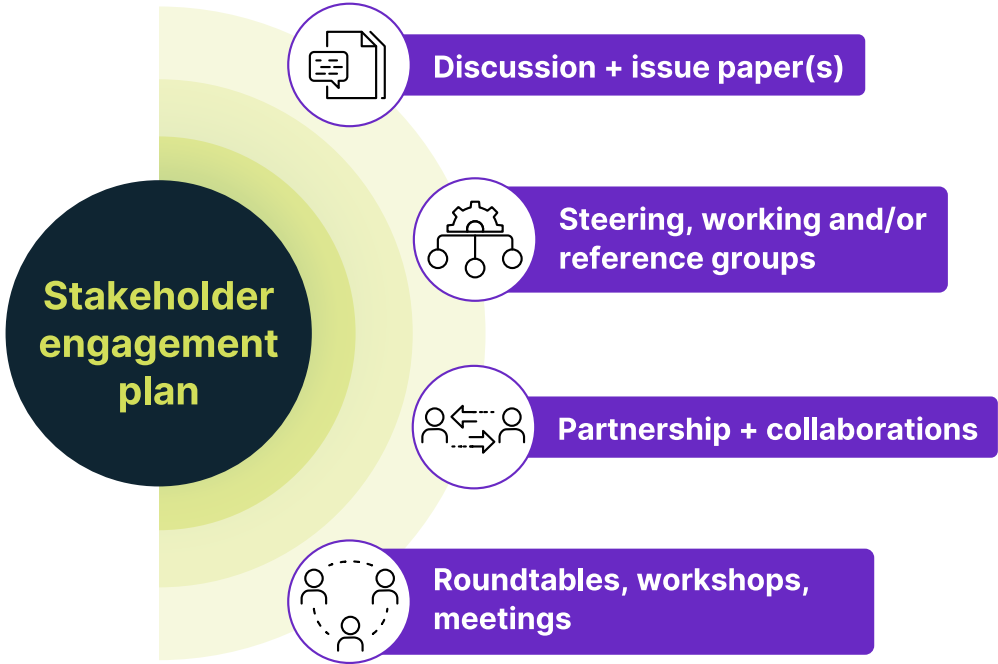 Discussion + issue paper(s)
Steering, working and/or
reference groups
Stakeholder
engagement
plan
Partnership + collaborations
Roundtables, workshops,
meetings